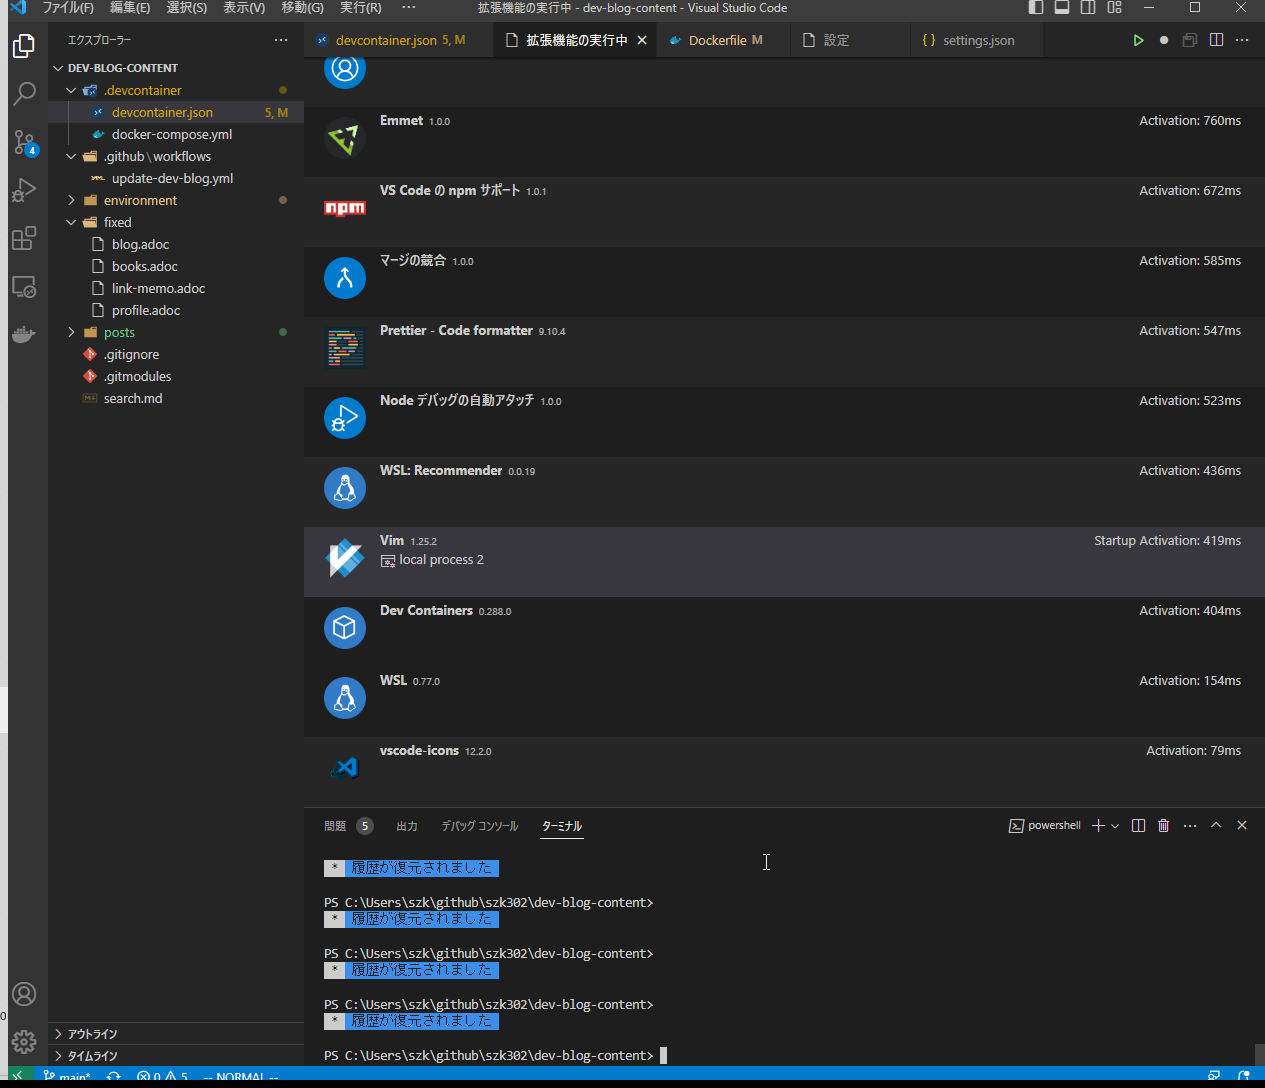 ファイル(F) 編集(E) 選択(S) 表示(V) 移動(G) 実行(R) ··· 拡張機能の実行中 - dev-blog-content - Visual Studio Code
エクスプローラー ···
DEV-BLOG-CONTENT
.devcontainer
devcontainer.json 5, M
docker-compose.yml
.github\workflows
update-dev-blog.yml
environment
fixed
blog.adoc
books.adoc
link-memo.adoc
profile.adoc
posts
.gitignore
.gitmodules
search.md
アウトライン
タイムライン
4
devcontainer.json 5, M 拡張機能の実行中 Dockerfile M 設定 settings.json
Emmet 1.0.0 Activation: 760ms
VS Code の npm サポート 1.0.1 Activation: 672ms
npm
マージの競合 1.0.0 Activation: 585ms
Prettier - Code formatter 9.10.4 Activation: 547ms
Node デバッグの自動アタッチ 1.0.0 Activation: 523ms
WSL: Recommender 0.0.19 Activation: 436ms
Vim 1.25.2 Startup Activation: 419ms
local process 2
Dev Containers 0.288.0 Activation: 404ms
WSL 0.77.0 Activation: 154ms
vscode-icons 12.2.0 Activation: 79ms
問題 5 出力 デバッグ コンソール ターミナル powershell
* 履歴が復元されました
PS C:\Users\szk\github\szk302\dev-blog-content>
* 履歴が復元されました
PS C:\Users\szk\github\szk302\dev-blog-content>
* 履歴が復元されました
PS C:\Users\szk\github\szk302\dev-blog-content>
* 履歴が復元されました
PS C:\Users\szk\github\szk302\dev-blog-content>
main* 0 5 -- NORMAL --